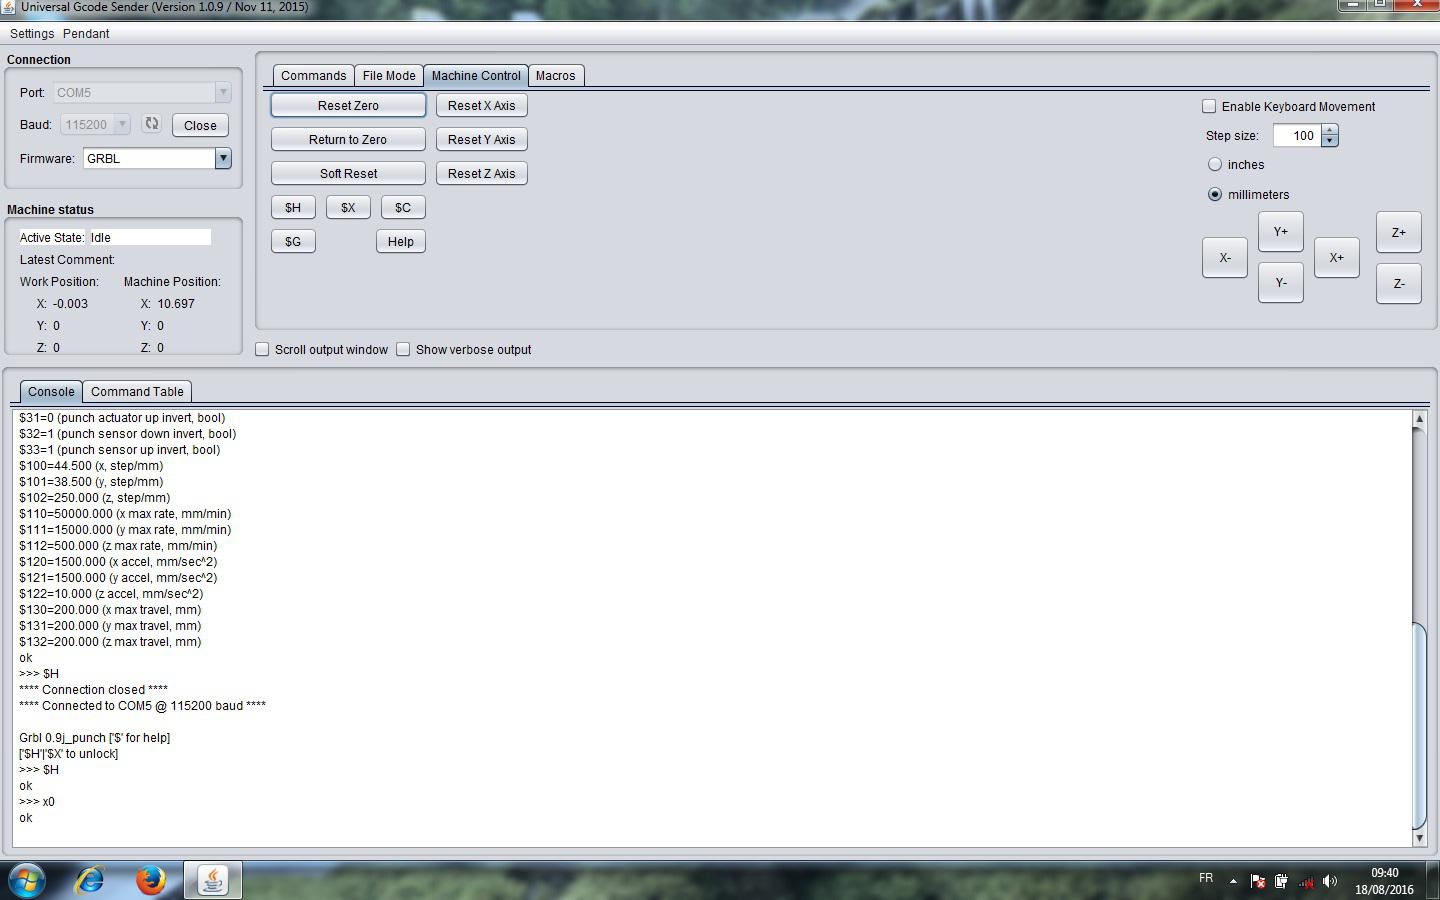 Universal Gcode Sender (Version 1.0.9 / Nov 11, 2015)
Settings Pendant
Connection
Port: COM5
Baud: 115200 Close
Firmware: GRBL
Machine status
Active State: Idle
Latest Comment:
Work Position: Machine Position:
X: -0.003 X: 10.697
Y: 0 Y: 0
Z: 0 Z: 0
Commands File Mode Machine Control Macros
Reset Zero Reset X Axis
Return to Zero Reset Y Axis
Soft Reset Reset Z Axis
$H $X $C
$G Help
Enable Keyboard Movement
Step size: 100
inches
millimeters
Y+ Z+
X- X+
Y- Z-
Scroll output window Show verbose output
Console Command Table
$31=0 (punch actuator up invert, bool)
$32=1 (punch sensor down invert, bool)
$33=1 (punch sensor up invert, bool)
$100=44.500 (x, step/mm)
$101=38.500 (y, step/mm)
$102=250.000 (z, step/mm)
$110=50000.000 (x max rate, mm/min)
$111=15000.000 (y max rate, mm/min)
$112=500.000 (z max rate, mm/min)
$120=1500.000 (x accel, mm/sec^2)
$121=1500.000 (y accel, mm/sec^2)
$122=10.000 (z accel, mm/sec^2)
$130=200.000 (x max travel, mm)
$131=200.000 (y max travel, mm)
$132=200.000 (z max travel, mm)
ok
>>> $H
**** Connection closed ****
**** Connected to COM5 @ 115200 baud ****
Grbl 0.9j_punch ['$' for help]
['$H'|'$X' to unlock]
>>> $H
ok
>>> x0
ok
FR
09:40
18/08/2016